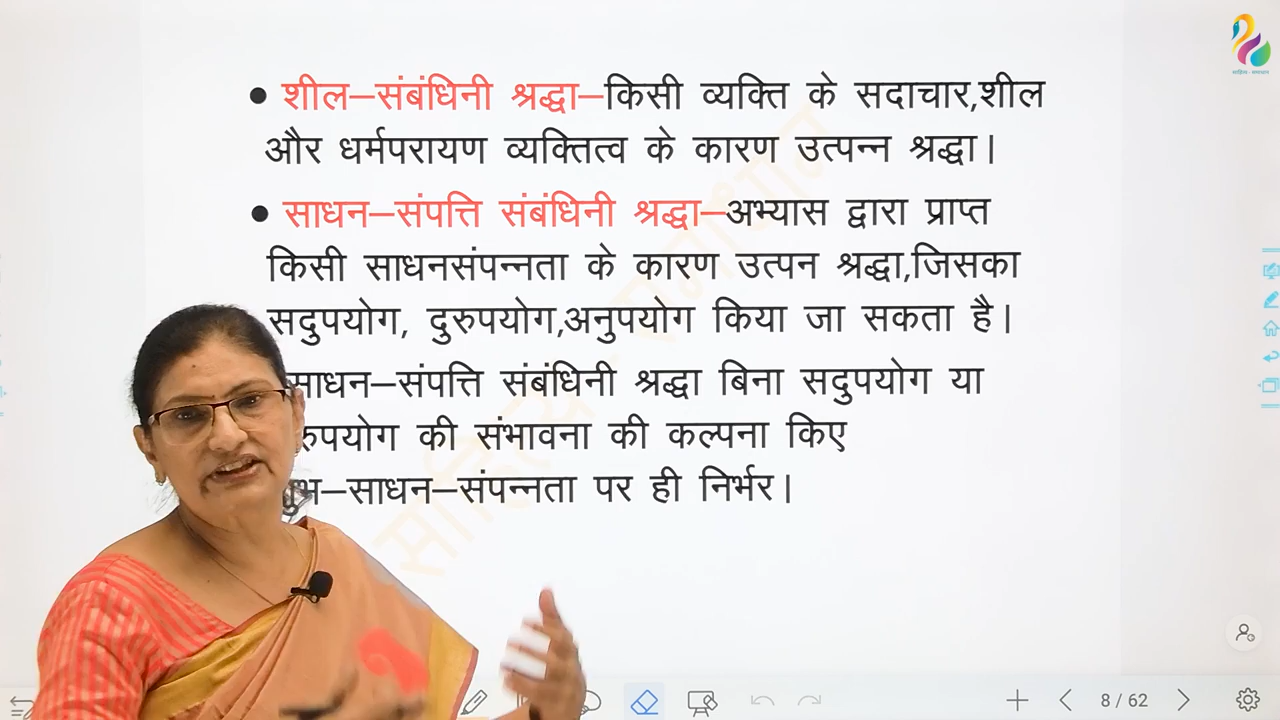 शील–संबंधिनी श्रद्धा–किसी व्यक्ति के सदाचार,शील
और धर्मपरायण व्यक्तित्व के कारण उत्पन्न श्रद्धा।
साधन–संपत्ति संबंधिनी श्रद्धा–अभ्यास द्वारा प्राप्त
किसी साधनसंपन्नता के कारण उत्पन श्रद्धा,जिसका
सदुपयोग, दुरुपयोग,अनुपयोग किया जा सकता है।
साधन–संपत्ति संबंधिनी श्रद्धा बिना सदुपयोग या
की संभावना की कल्पना किए
साधन–संपन्नता पर ही निर्भर।
8 / 62